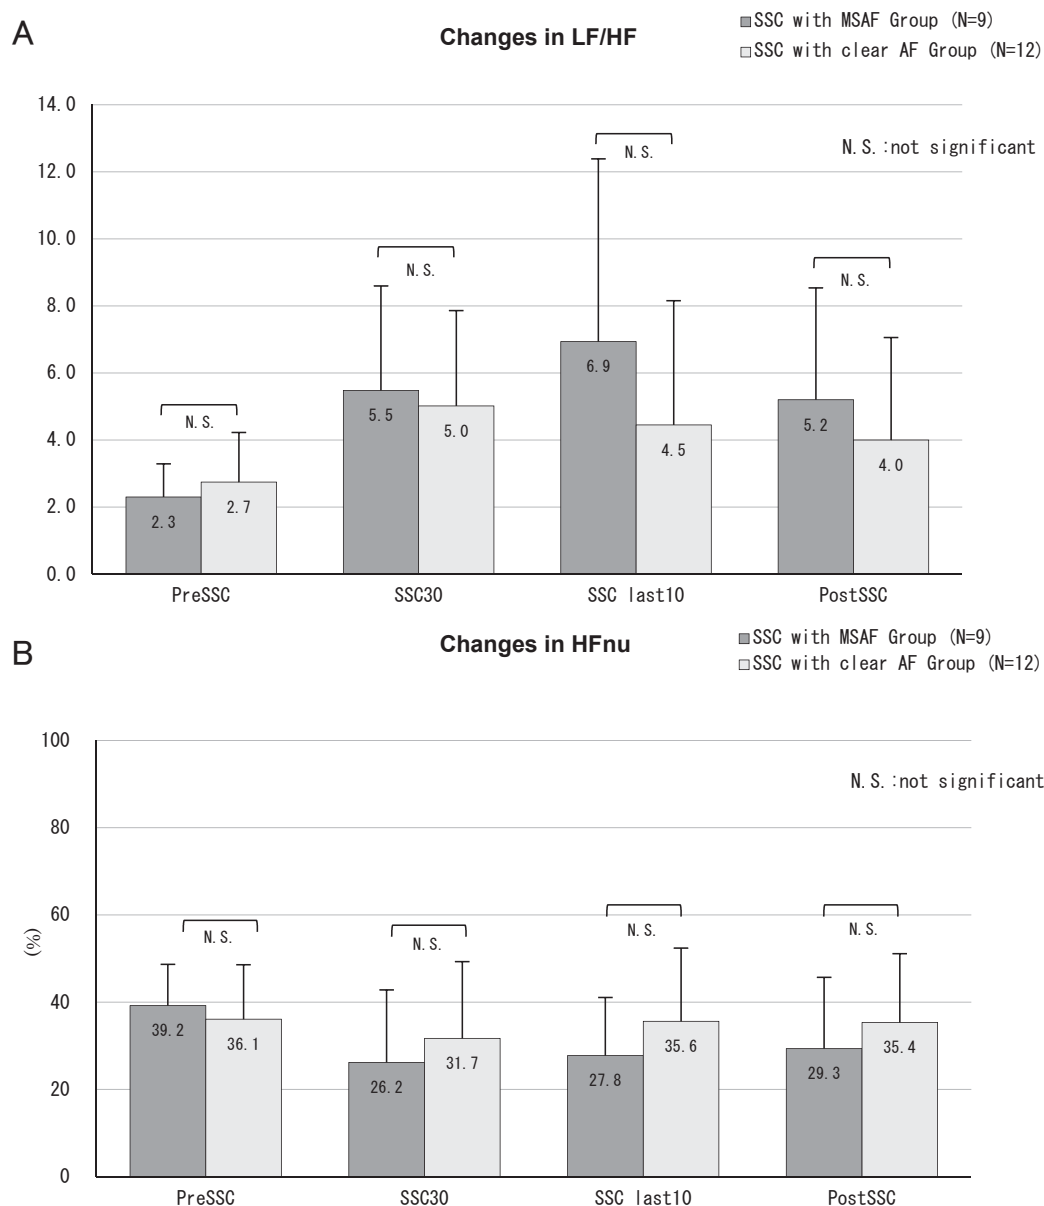 A
Changes in LF/HF
SSC with MSAF Group (N=9)
SSC with clear AF Group (N=12)
14.0
12.0
10.0
8.0
6.0
4.0
2.0
0.0
N.S.:not significant
N.S.
N.S.
N.S.
N.S.
2.3
2.7
5.5
5.0
6.9
4.5
5.2
4.0
PreSSC
SSC30
SSC last10
PostSSC
B
Changes in HFnu
SSC with MSAF Group (N=9)
SSC with clear AF Group (N=12)
100
80
60
40
20
0
(%)
N.S.:not significant
N.S.
N.S.
N.S.
N.S.
39.2
36.1
26.2
31.7
27.8
35.6
29.3
35.4
PreSSC
SSC30
SSC last10
PostSSC